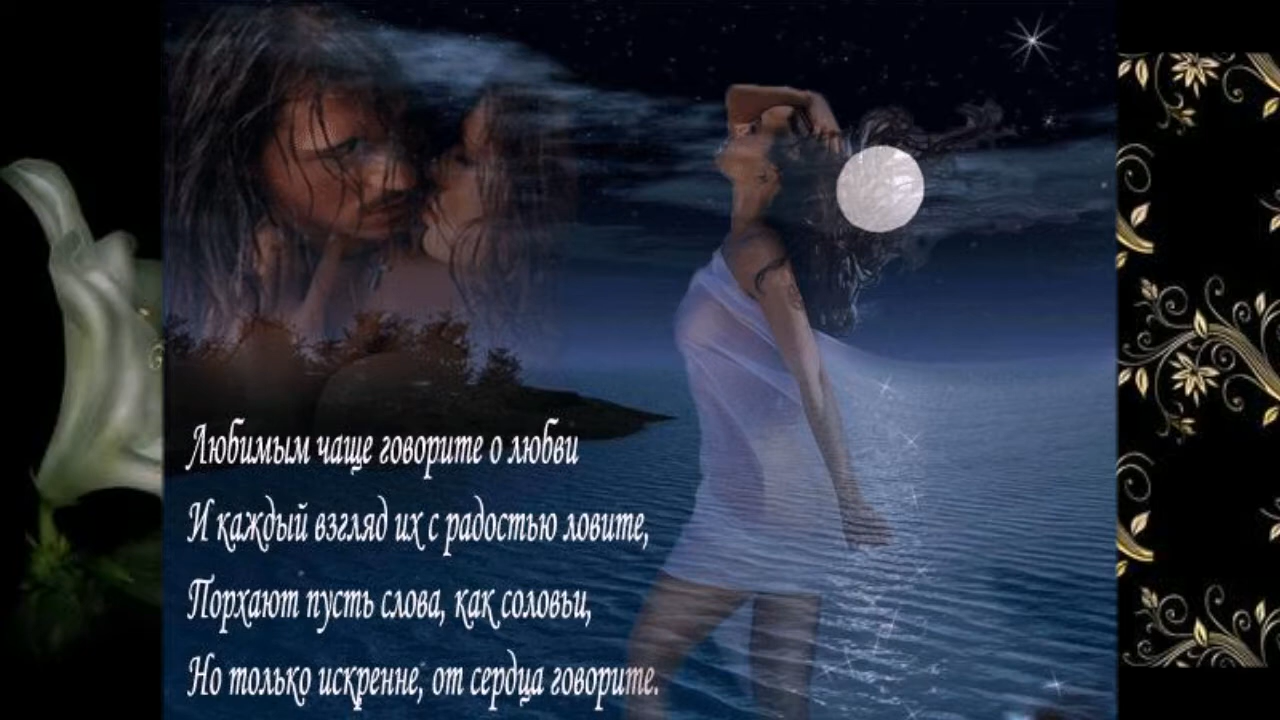 Любимым чаще говорите о любви
И каждый взгляд их с радостью ловите,
Порхают пусть слова, как соловьи,
Но только искренне, от сердца говорите.